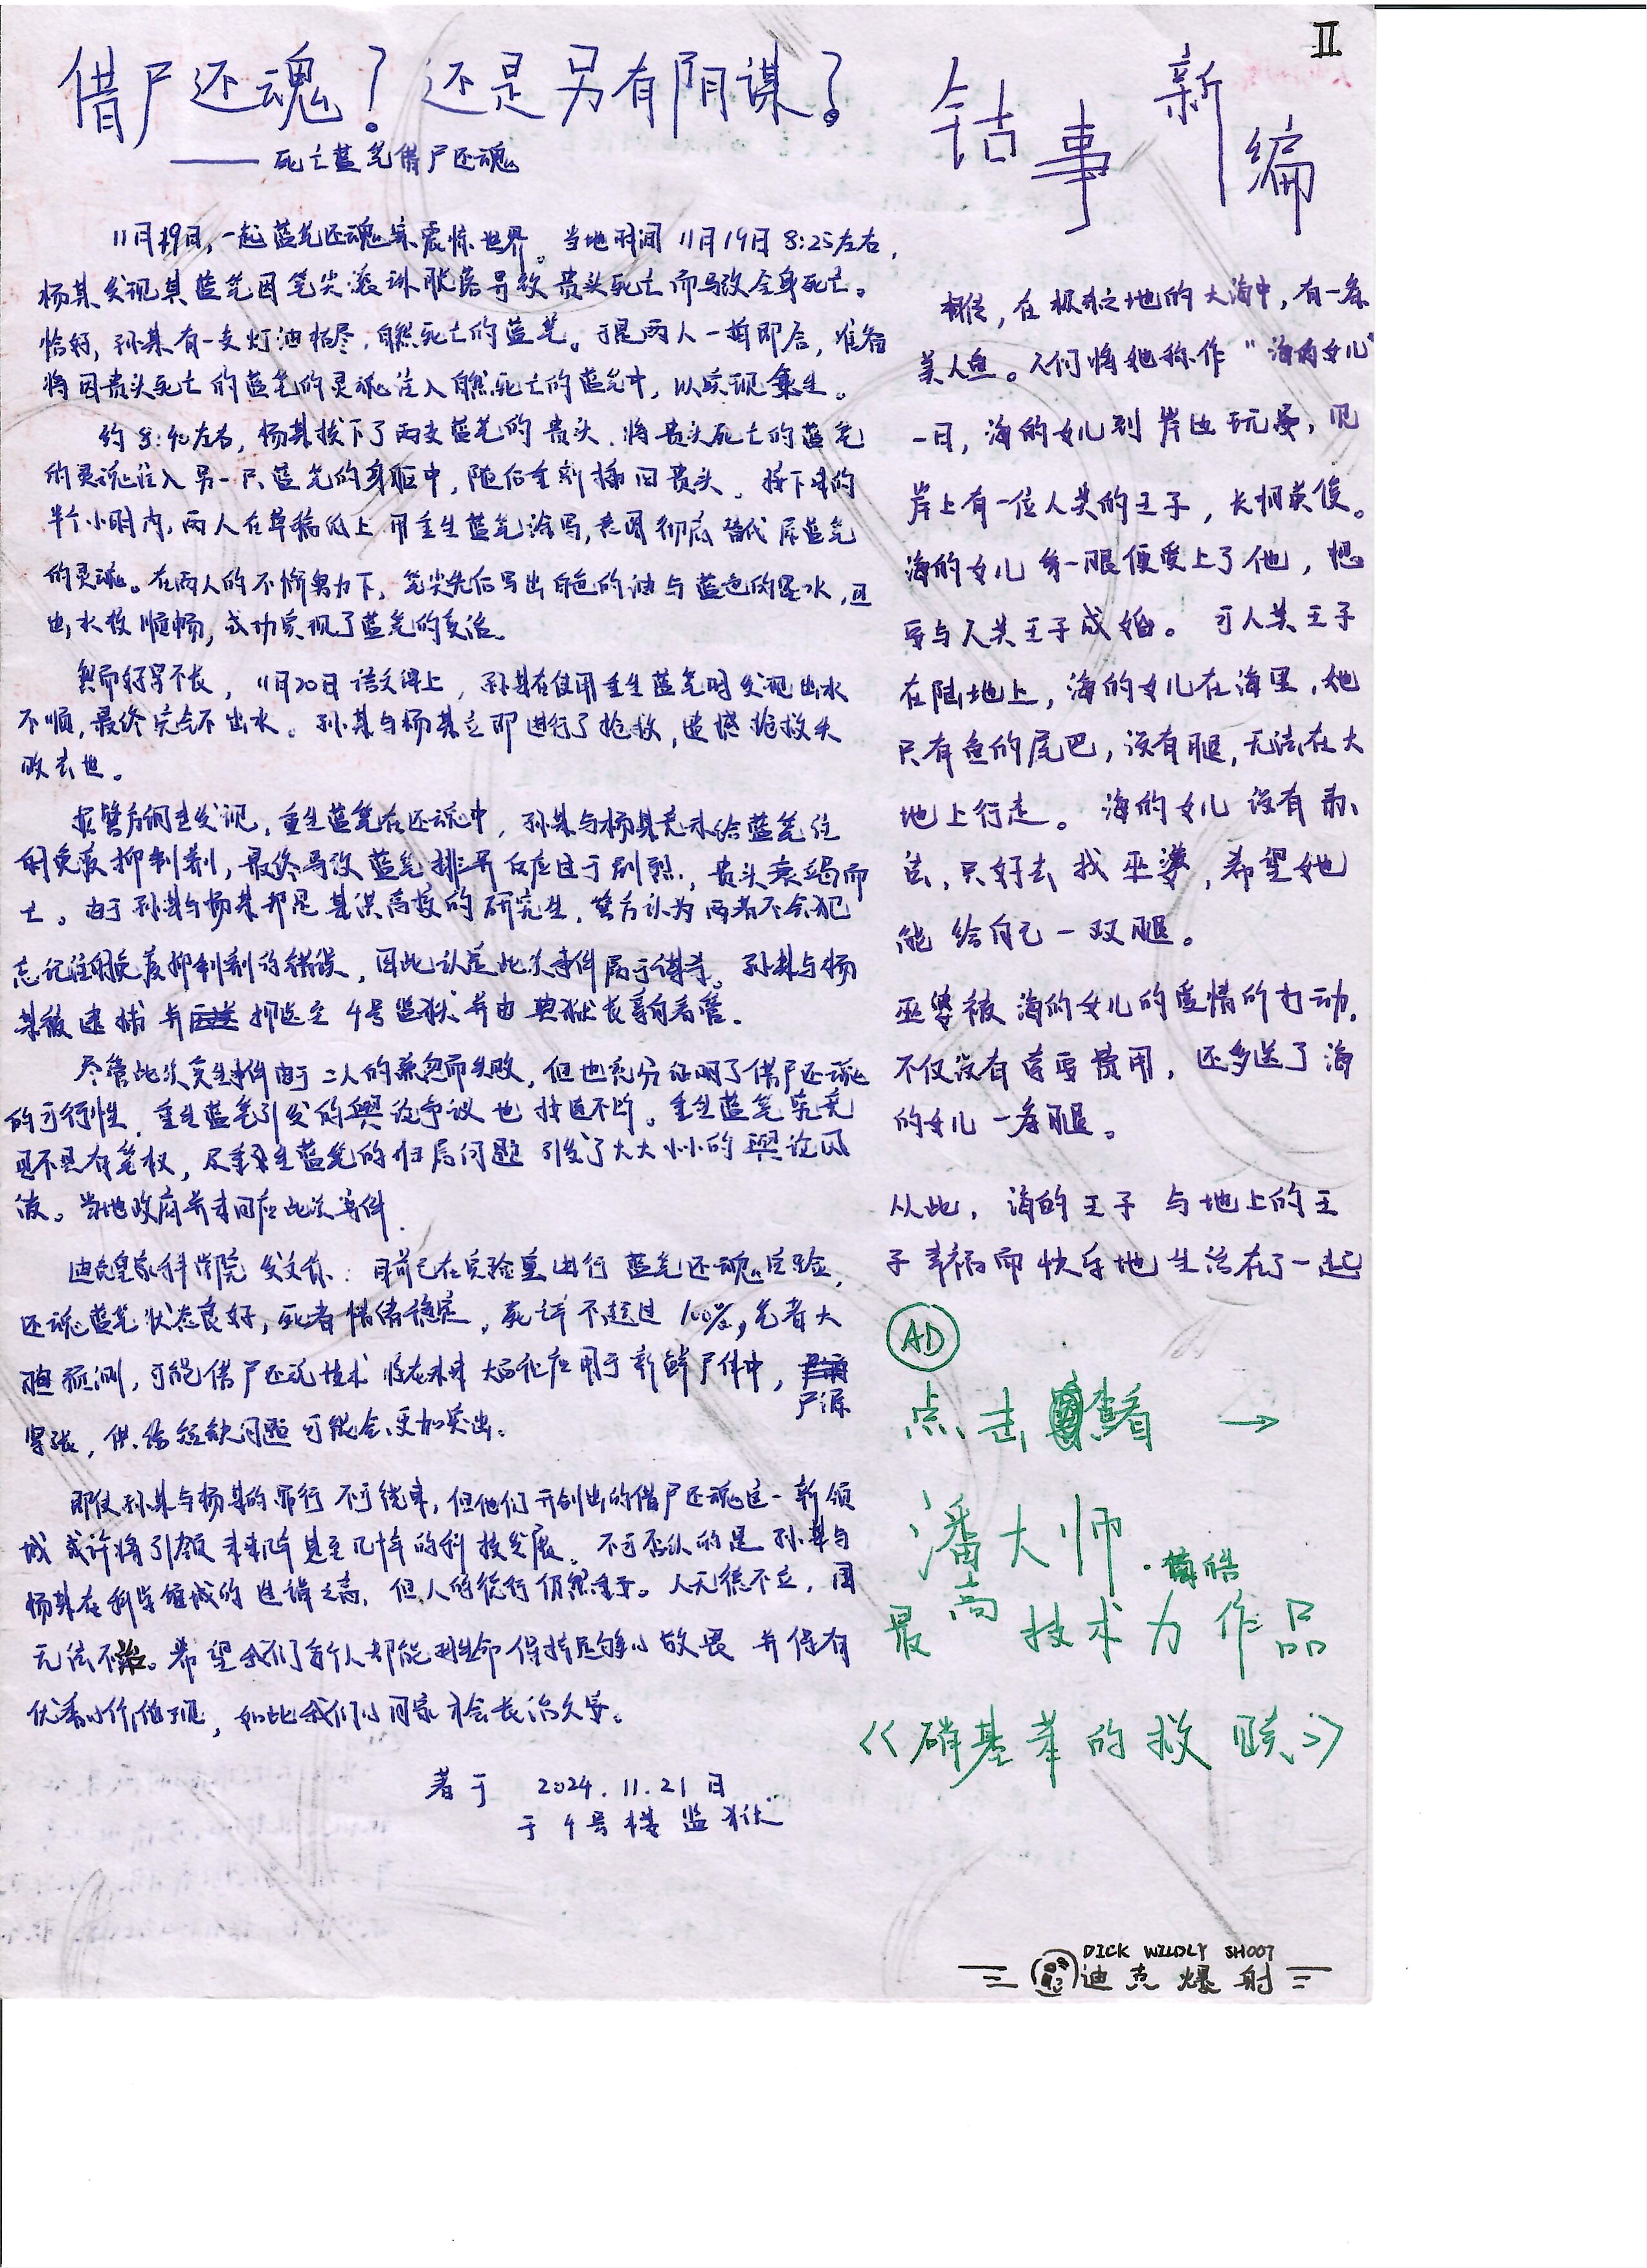 II
借尸还魂？还是另有阴谋？
——死亡蓝笔借尸还魂
11月19日，一起蓝笔还魂案震惊世界。当地时间11月19日8:25左右，
杨某发现其蓝笔因笔尖滚珠脱落导致贵头死亡而导致全身死亡。
恰好，孙某有一支灯油枯尽，自然死亡的蓝笔。于是两人一拍即合，准备
将因贵头死亡的蓝笔的灵魂注入自然死亡的蓝笔中，以实现重生。
约8:40左右，杨某拔下了两支蓝笔的贵头，将贵头死亡的蓝笔
的灵魂注入另一只蓝笔的身躯中，随后重新插回贵头。接下来的
半个小时内，两人在草稿纸上用重生蓝笔涂写，意图彻底替代原蓝笔
的灵魂。在两人的不懈努力下，笔尖先后写出白色的油与蓝色的墨水，且
出水较顺畅，成功实现了蓝笔的复活。
然而好景不长，11月20日语文课上，孙某在使用重生蓝笔时发现出水
不顺，最终完全不出水。孙某与杨某立即进行了抢救，遗憾抢救失
败去世。
据警方调查发现，重生蓝笔在还魂中，孙某与杨某未给蓝笔注
射免疫抑制剂，最终导致蓝笔排异反应过于剧烈，贵头衰竭而
亡。由于孙某与杨某都是某洪高校的研究生，警方认为两者不会犯
忘记注射免疫抑制剂的错误，因此认定此次事件属于谋杀。孙某与杨
某被逮捕并押送至4号监狱并由典狱长亲自看管。
尽管此次复生事件由于二人的疏忽而失败，但也充分证明了借尸还魂
的可行性，重生蓝笔引发的舆论争议也接连不断。重生蓝笔究竟
具不具有笔权，及重生蓝笔的归属问题引发了大大小小的舆论风
波。当地政府并未回应此次事件。
迪克皇家科学院发文称：目前已在实验室进行蓝笔还魂实验，
还魂蓝笔状态良好，死者情绪稳定，死亡率不超过100%，笔者大
胆预测，可能借尸还魂技术将在未来大面积应用于新鲜尸体中，尸源
紧张，供给短缺问题可能会更加突出。
即使孙某与杨某的罪行不可饶恕，但他们开创出的借尸还魂这一新领
域或许将引领未来几年甚至几十年的科技发展。不可否认的是孙某与
杨某在科学领域的造诣之高，但人的德行仍然重于。人无德不立，国
无法不治。希望我们每个人都能对生命保持足够的敬畏并保有
优秀的价值观，如此我们的国家才会长治久安。
著于 2024.11.21日
于4号楼监狱
钴事新编
相传，在极东之地的大海中，有一条
美人鱼。人们将她称作“海的女儿”
一日，海的女儿到岸边玩耍，见
岸上有一位人类的王子，长相英俊。
海的女儿第一眼便爱上了他，想
要与人类王子成婚。可人类王子
在陆地上，海的女儿在海里，她
只有鱼的尾巴，没有腿，无法在大
地上行走。海的女儿没有办
法，只好去找巫婆，希望她
能给自己一双腿。
巫婆被海的女儿的爱情所打动，
不仅没有索要费用，还多送了海
的女儿一条腿。
从此，海的王子与地上的王
子幸福而快乐地生活在了一起
AD
点击查看 →
潘大师·
最高技术力作品
《硝基苯的救赎》
DICK WILDLY SHOOT
迪克爆射